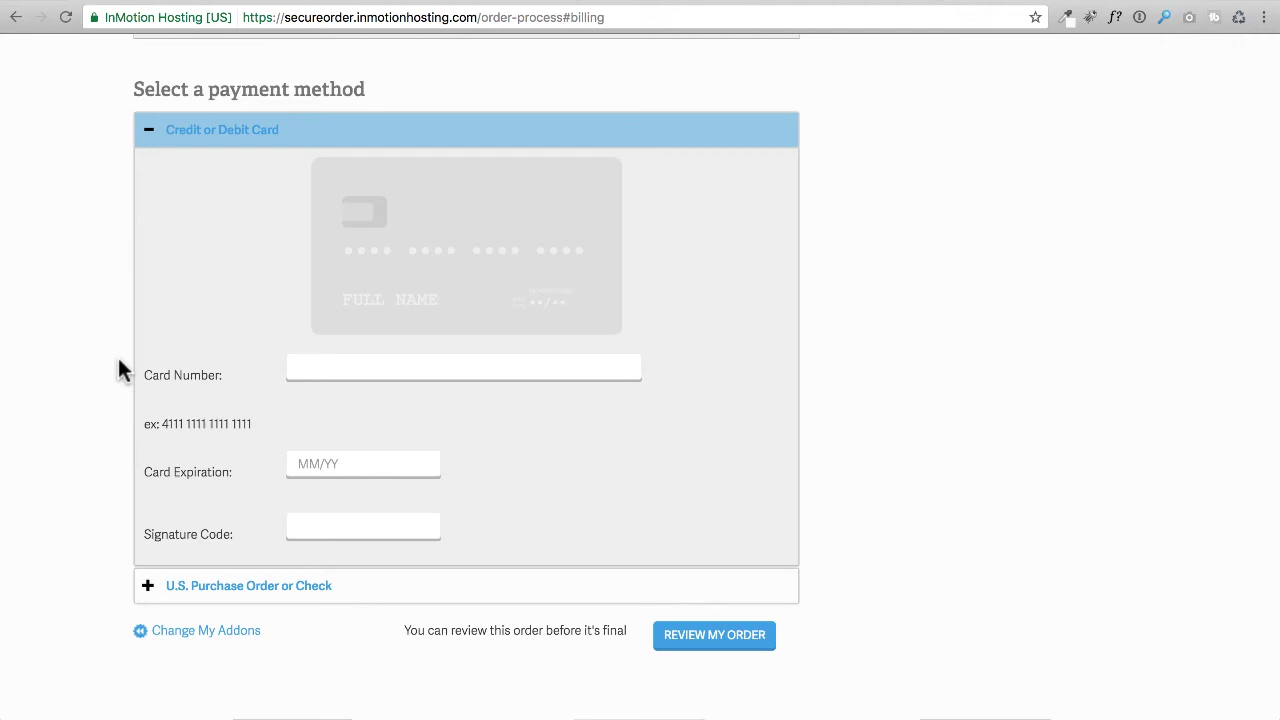 InMotion Hosting [US] https://secureorder.inmotionhosting.com/order-process#billing
Select a payment method
Credit or Debit Card
FULL NAME
Card Number:
ex: 4111 1111 1111 1111
Card Expiration: MM/YY
Signature Code:
U.S. Purchase Order or Check
Change My Addons You can review this order before it's final REVIEW MY ORDER